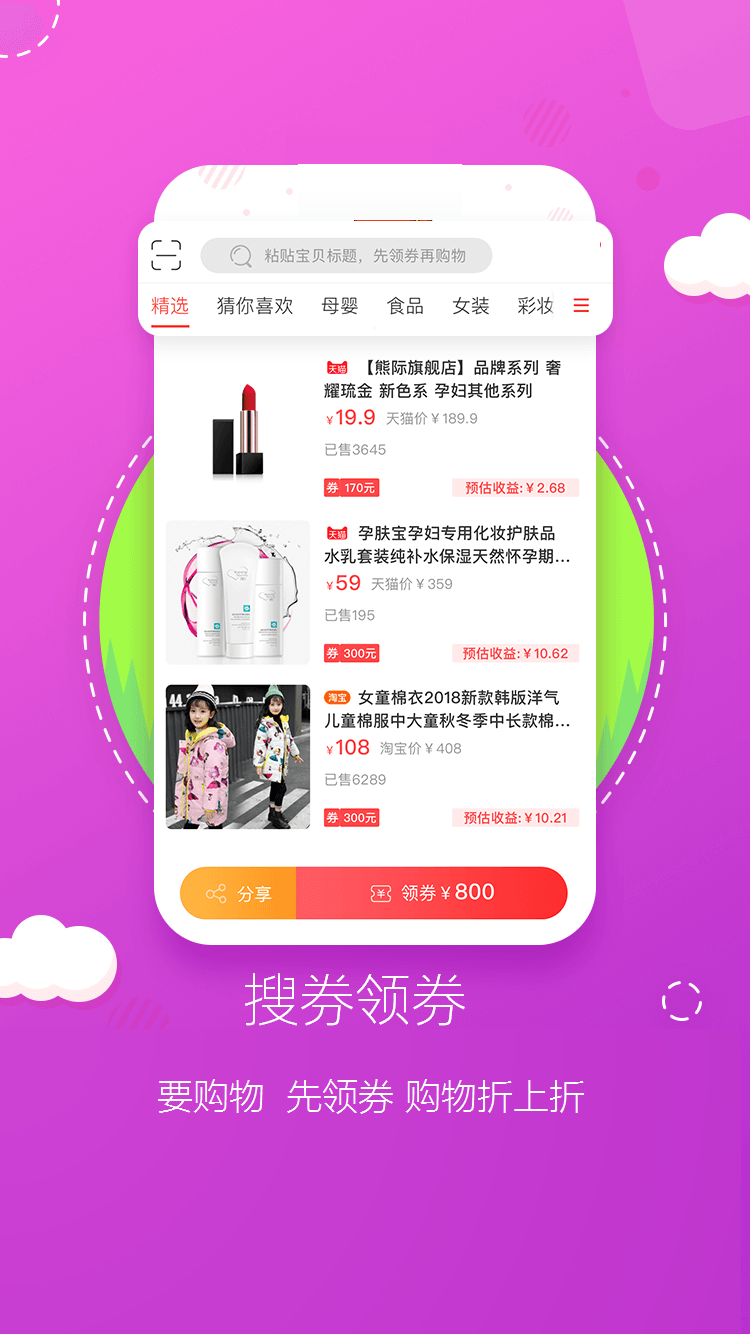 粘贴宝贝标题，先领券再购物
精选 猜你喜欢 母婴 食品 女装 彩妆
天猫 【熊际旗舰店】品牌系列 奢
耀琉金 新色系 孕妇其他系列
¥19.9 天猫价¥189.9
已售3645
券 170元 预估收益:¥2.68
天猫 孕肤宝孕妇专用化妆护肤品
水乳套装纯补水保湿天然怀孕期...
¥59 天猫价¥359
已售195
券 300元 预估收益:¥10.62
淘宝 女童棉衣2018新款韩版洋气
儿童棉服中大童秋冬季中长款棉...
¥108 淘宝价¥408
已售6289
券 300元 预估收益:¥10.21
分享 领券¥800
搜券领券
要购物 先领券 购物折上折